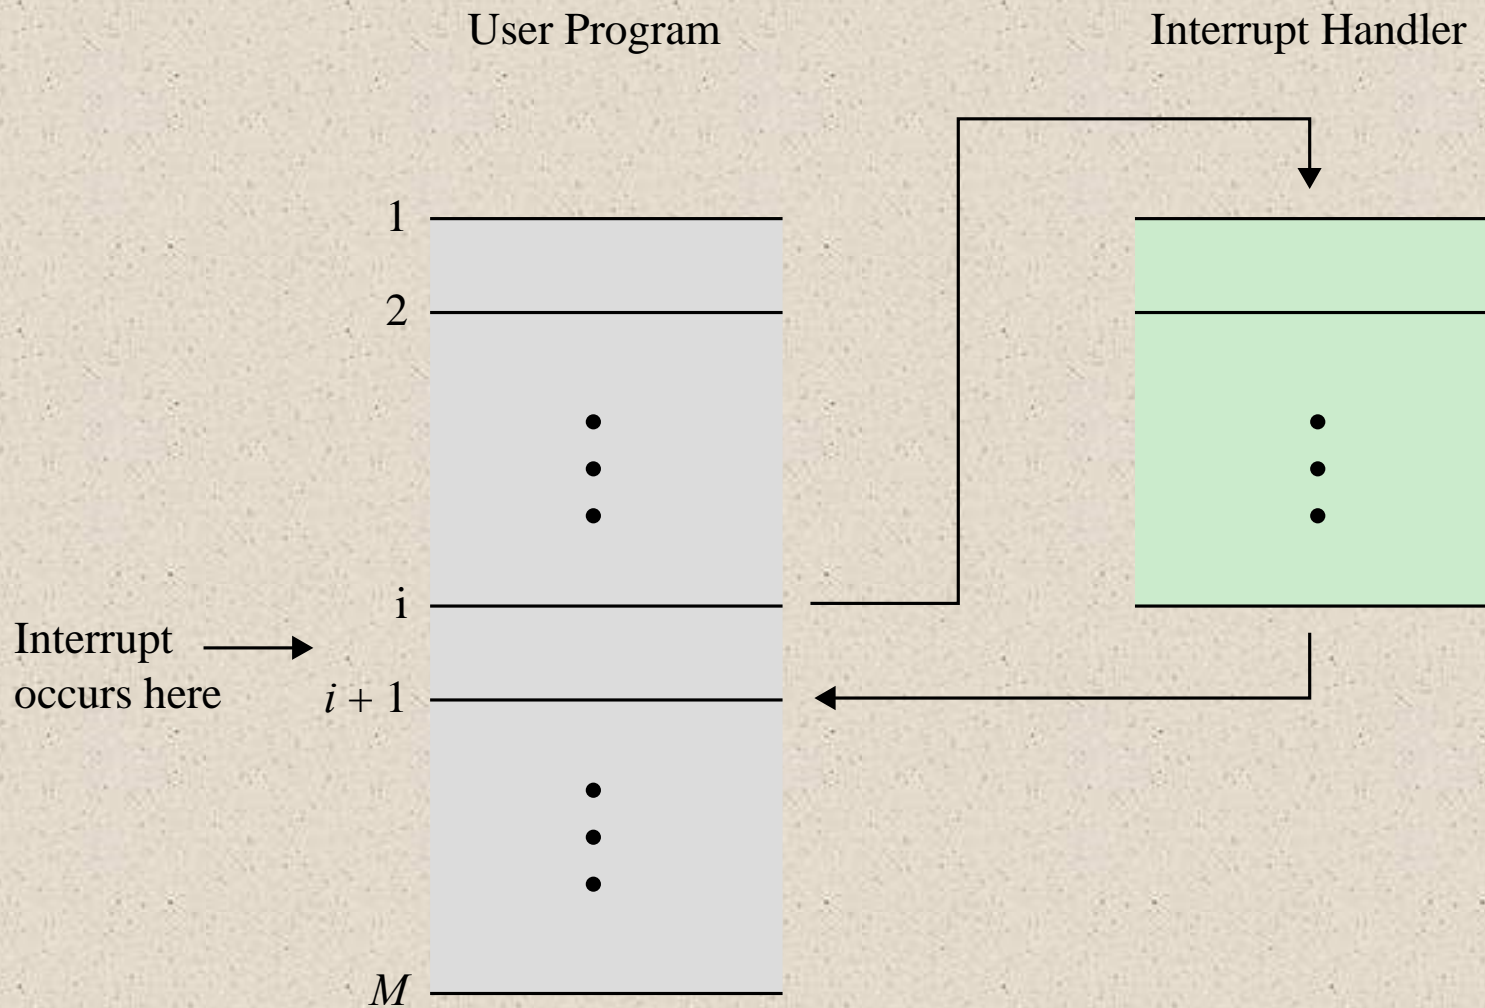 User Program
Interrupt Handler
1
2
i
Interrupt
occurs here
i + 1
M